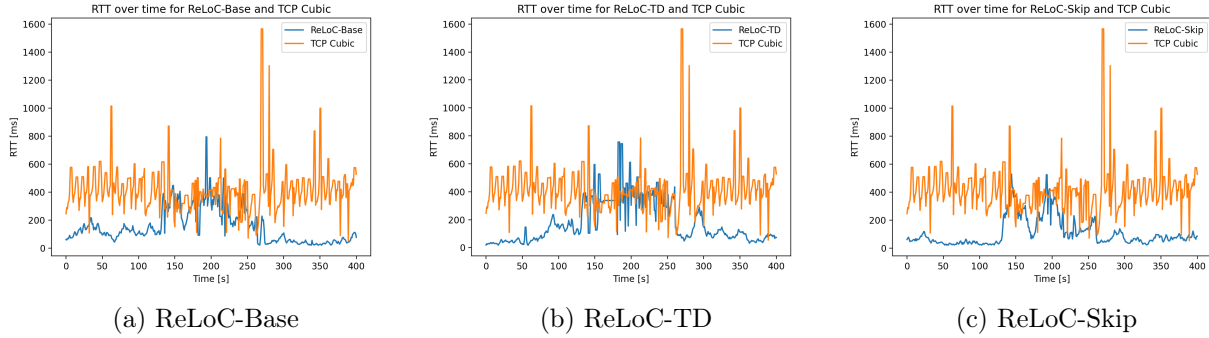 RTT over time for ReLoC-Base and TCP Cubic
ReLoC-Base
TCP Cubic
RTT [ms]
1600
1400
1200
1000
800
600
400
200
0
0 50 100 150 200 250 300 350 400
Time [s]
(a) ReLoC-Base
RTT over time for ReLoC-TD and TCP Cubic
ReLoC-TD
TCP Cubic
RTT [ms]
1600
1400
1200
1000
800
600
400
200
0
0 50 100 150 200 250 300 350 400
Time [s]
(b) ReLoC-TD
RTT over time for ReLoC-Skip and TCP Cubic
ReLoC-Skip
TCP Cubic
RTT [ms]
1600
1400
1200
1000
800
600
400
200
0
0 50 100 150 200 250 300 350 400
Time [s]
(c) ReLoC-Skip